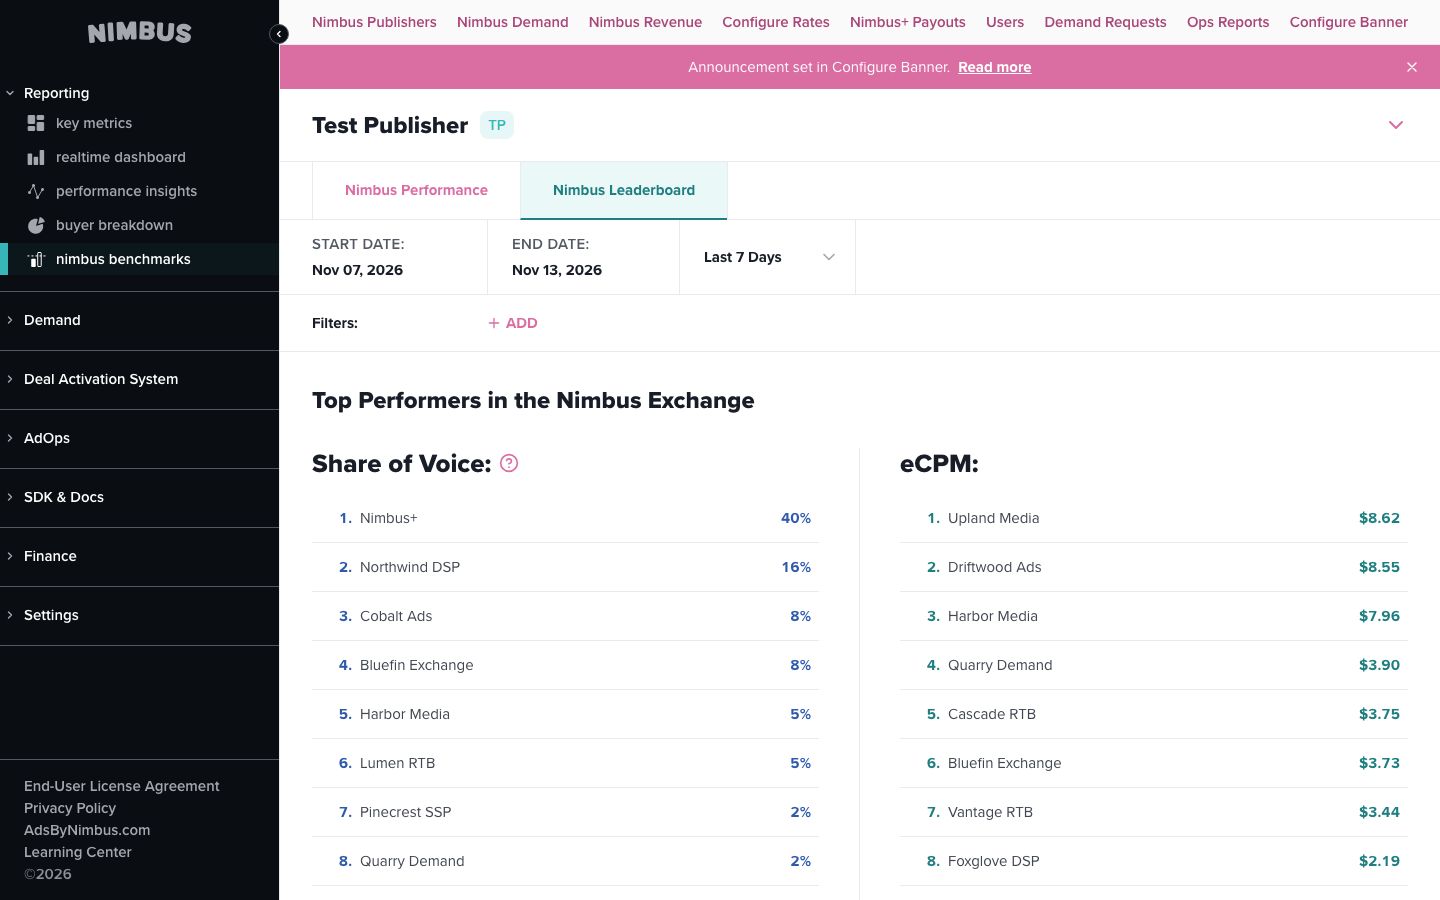 NIMBUS
Reporting
key metrics
realtime dashboard
performance insights
buyer breakdown
nimbus benchmarks
Demand
Deal Activation System
AdOps
SDK & Docs
Finance
Settings
End-User License Agreement
Privacy Policy
AdsByNimbus.com
Learning Center
©2026
Nimbus Publishers Nimbus Demand Nimbus Revenue Configure Rates Nimbus+ Payouts Users Demand Requests Ops Reports Configure Banner
Announcement set in Configure Banner. Read more
Test Publisher TP
Nimbus Performance Nimbus Leaderboard
START DATE: END DATE:
Nov 07, 2026 Nov 13, 2026 Last 7 Days
Filters: + ADD
Top Performers in the Nimbus Exchange
Share of Voice: ?
1. Nimbus+ 40%
2. Northwind DSP 16%
3. Cobalt Ads 8%
4. Bluefin Exchange 8%
5. Harbor Media 5%
6. Lumen RTB 5%
7. Pinecrest SSP 2%
8. Quarry Demand 2%
eCPM:
1. Upland Media $8.62
2. Driftwood Ads $8.55
3. Harbor Media $7.96
4. Quarry Demand $3.90
5. Cascade RTB $3.75
6. Bluefin Exchange $3.73
7. Vantage RTB $3.44
8. Foxglove DSP $2.19